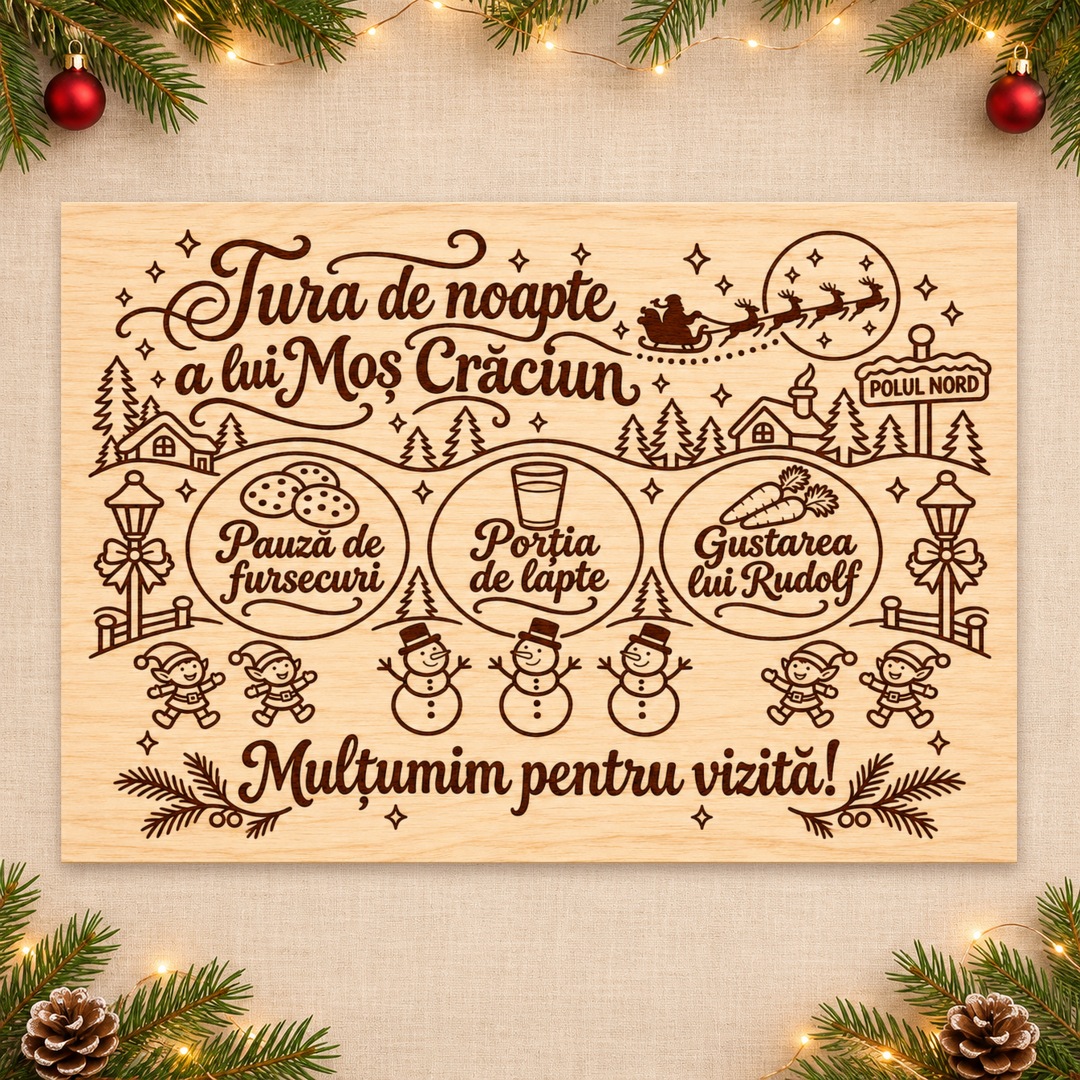 Tura de noapte
a lui Moș Crăciun
POLUL NORD
Pauză de
fursecuri
Porția
de lapte
Gustarea
lui Rudolf
Mulțumim pentru vizită!